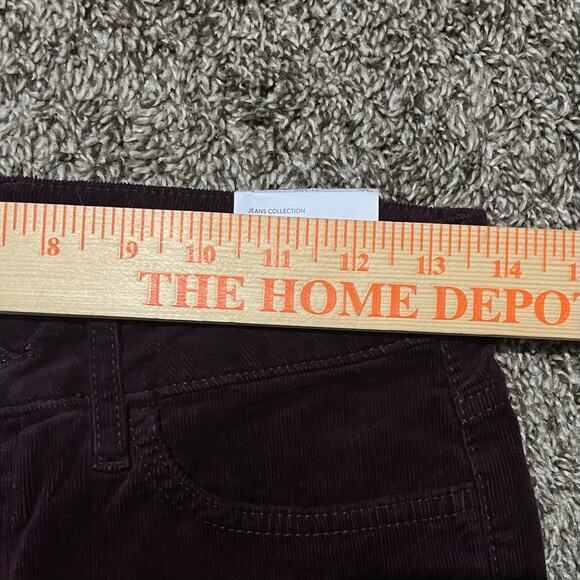 JEANS COLLECTION
8 9 10 11 12 13 14
THE HOME DEPOT